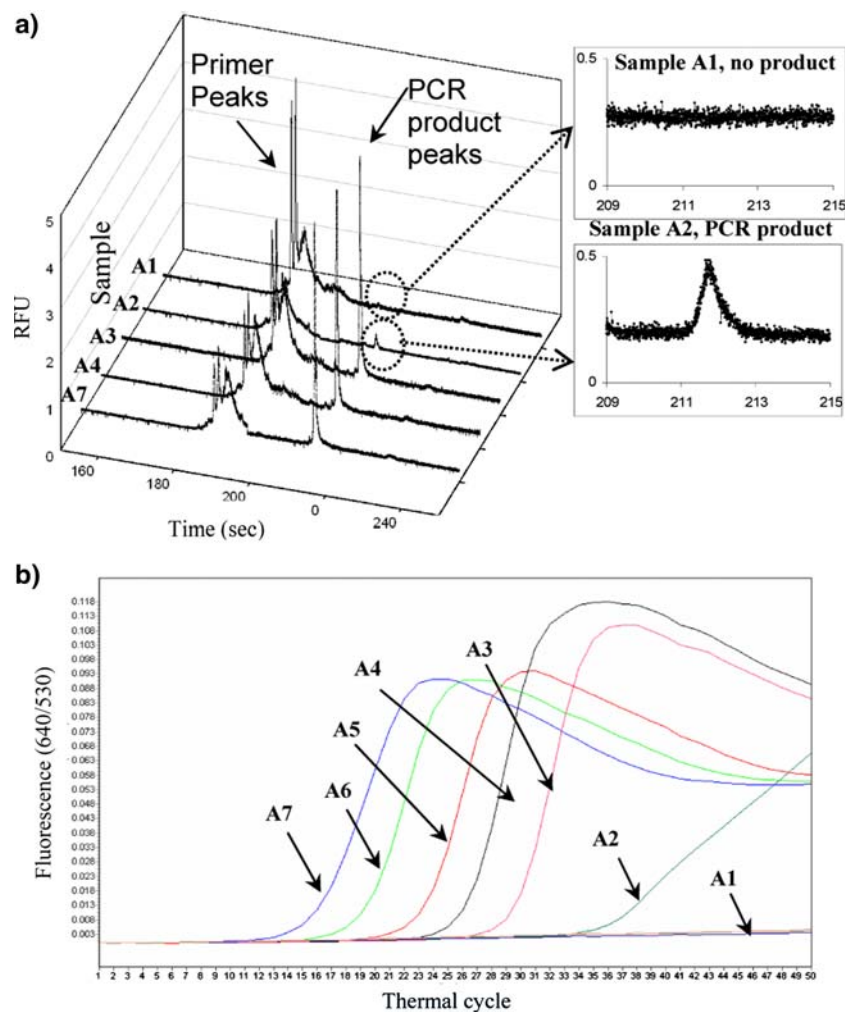 a)
Primer
Peaks
PCR
product
peaks
5
4
3
2
1
0
RFU
Sample
A1
A2
A3
A4
A7
160
180
200
0
240
Time (sec)
0.5
Sample A1, no product
0
209
211
213
215
Sample A2, PCR product
0.5
0
209
211
213
215
b)
Fluorescence (640/530)
0.118
0.113
0.108
0.103
0.098
0.093
0.088
0.083
0.078
0.073
0.068
0.063
0.058
0.053
0.048
0.043
0.038
0.033
0.028
0.023
0.018
0.013
0.008
0.003
A3
A4
A5
A6
A7
A2
A1
1 2 3 4 5 6 7 8 9 10 11 12 13 14 15 16 17 18 19 20 21 22 23 24 25 26 27 28 29 30 31 32 33 34 35 36 37 38 39 40 41 42 43 44 45 46 47 48 49 50
Thermal cycle